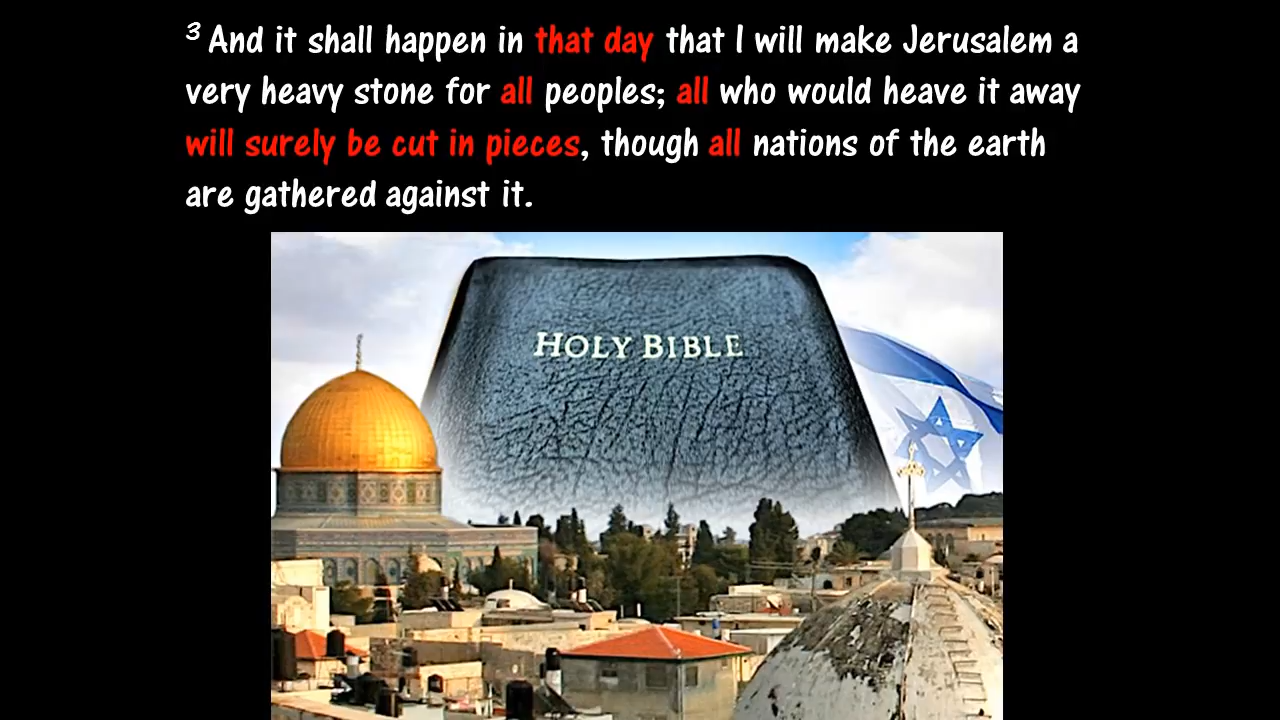 3 And it shall happen in that day that I will make Jerusalem a
very heavy stone for all peoples; all who would heave it away
will surely be cut in pieces, though all nations of the earth
are gathered against it.
HOLY BIBLE